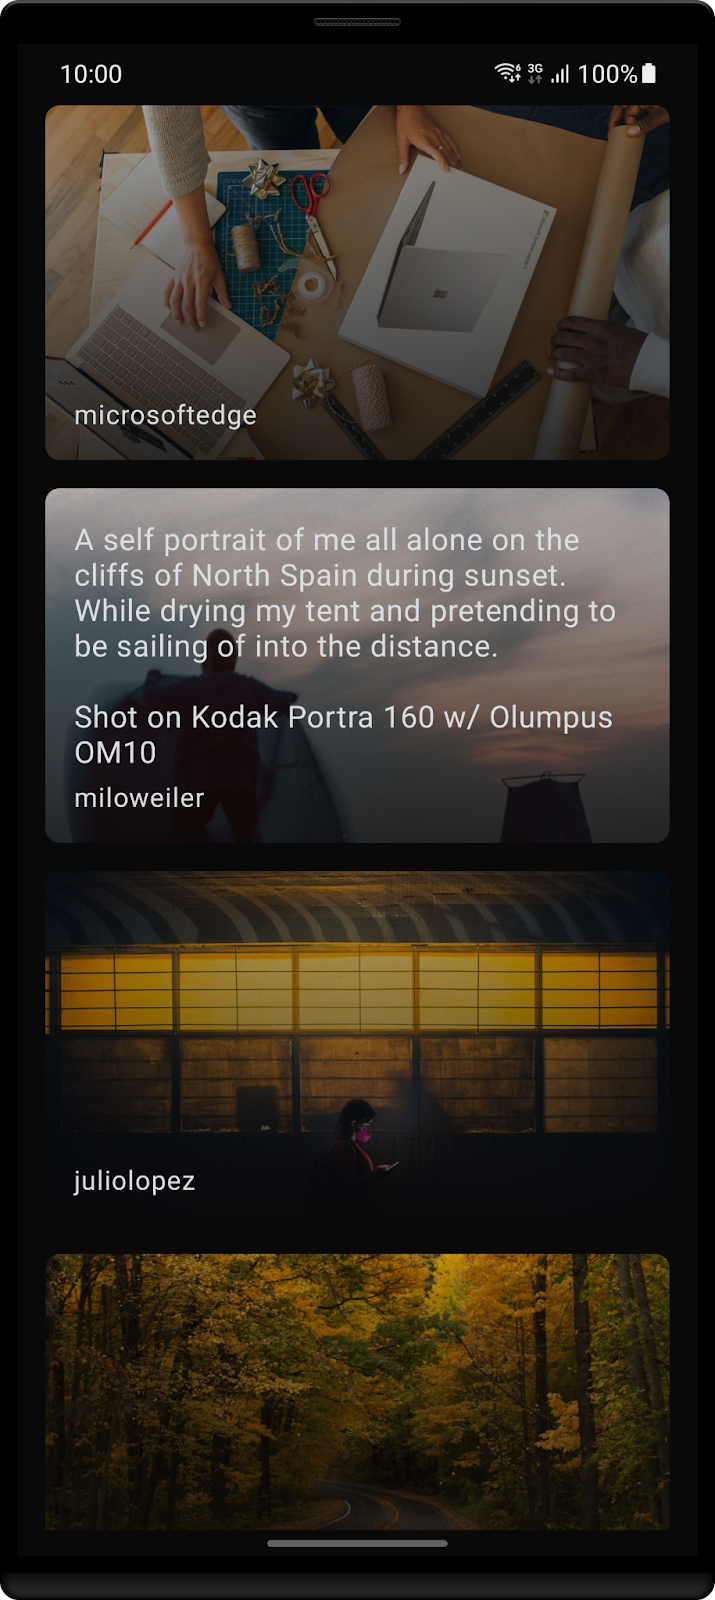 10:00 6 3G 100%
microsoftedge
A self portrait of me all alone on the
cliffs of North Spain during sunset.
While drying my tent and pretending to
be sailing of into the distance.
Shot on Kodak Portra 160 w/ Olumpus
OM10
miloweiler
juliolopez